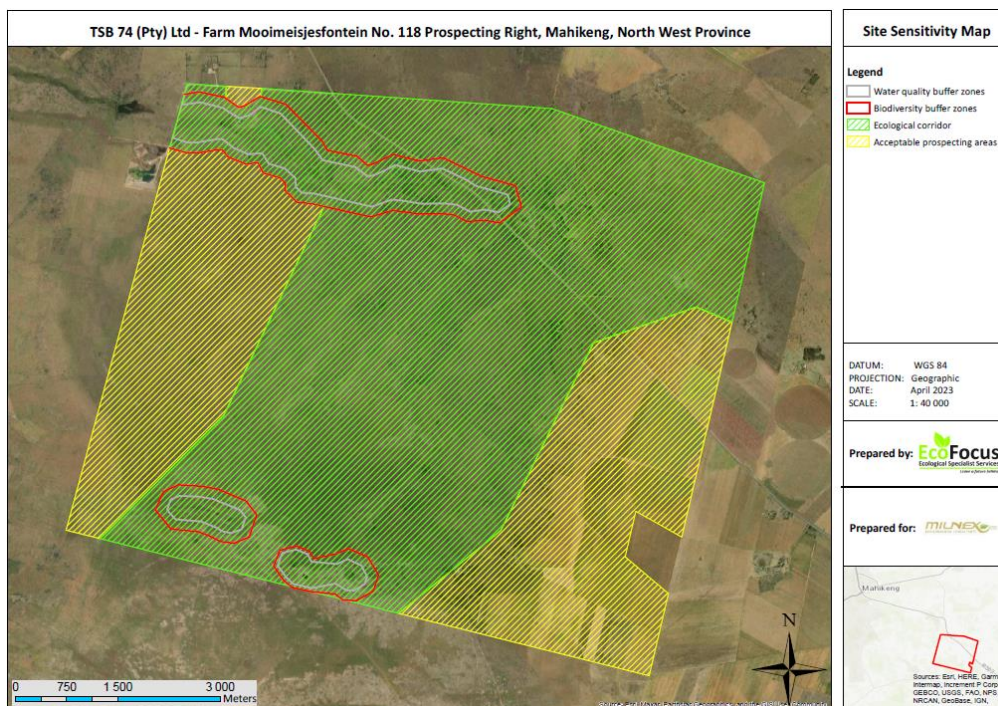 TSB 74 (Pty) Ltd - Farm Mooimeisjesfontein No. 118 Prospecting Right, Mahikeng, North West Province
Site Sensitivity Map
Legend
Water quality buffer zones
Biodiversity buffer zones
Ecological corridor
Acceptable prospecting areas
DATUM: WGS 84
PROJECTION: Geographic
DATE: April 2023
SCALE: 1: 40 000
Prepared by: EcoFocus
Ecological Specialist Services
Prepared for: MILNEX
Mahikeng
N
0 750 1 500 3 000
Meters
Sources: Esri, HERE, Garm
Intermap, Increment P Corp
GEBCO, USGS, FAO, NPS
NRCAN, GeoBase, IGN,